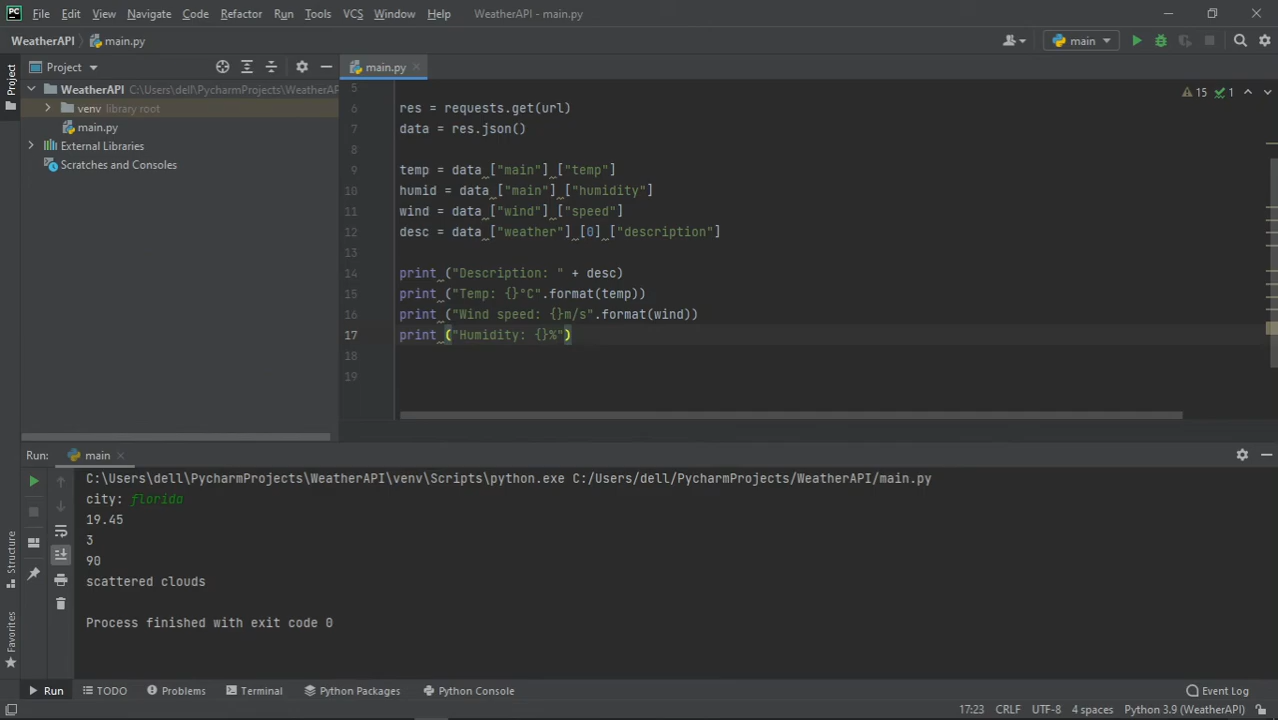 PC File Edit View Navigate Code Refactor Run Tools VCS Window Help WeatherAPI - main.py
WeatherAPI main.py main
Project
Project main.py
WeatherAPI C:\Users\dell\PycharmProjects\WeatherAP
venv library root
main.py
External Libraries
Scratches and Consoles
15 1
5
6 res = requests.get(url)
7 data = res.json()
8
9 temp = data ["main"] ["temp"]
10 humid = data ["main"] ["humidity"]
11 wind = data ["wind"] ["speed"]
12 desc = data ["weather"] [0] ["description"]
13
14 print ("Description: " + desc)
15 print ("Temp: {}°C".format(temp))
16 print ("Wind speed: {}m/s".format(wind))
17 print ("Humidity: {}%")
18
19
Run: main
C:\Users\dell\PycharmProjects\WeatherAPI\venv\Scripts\python.exe C:/Users/dell/PycharmProjects/WeatherAPI/main.py
city: florida
19.45
3
90
scattered clouds
Process finished with exit code 0
Structure
Favorites
Run TODO Problems Terminal Python Packages Python Console Event Log
17:23 CRLF UTF-8 4 spaces Python 3.9 (WeatherAPI)